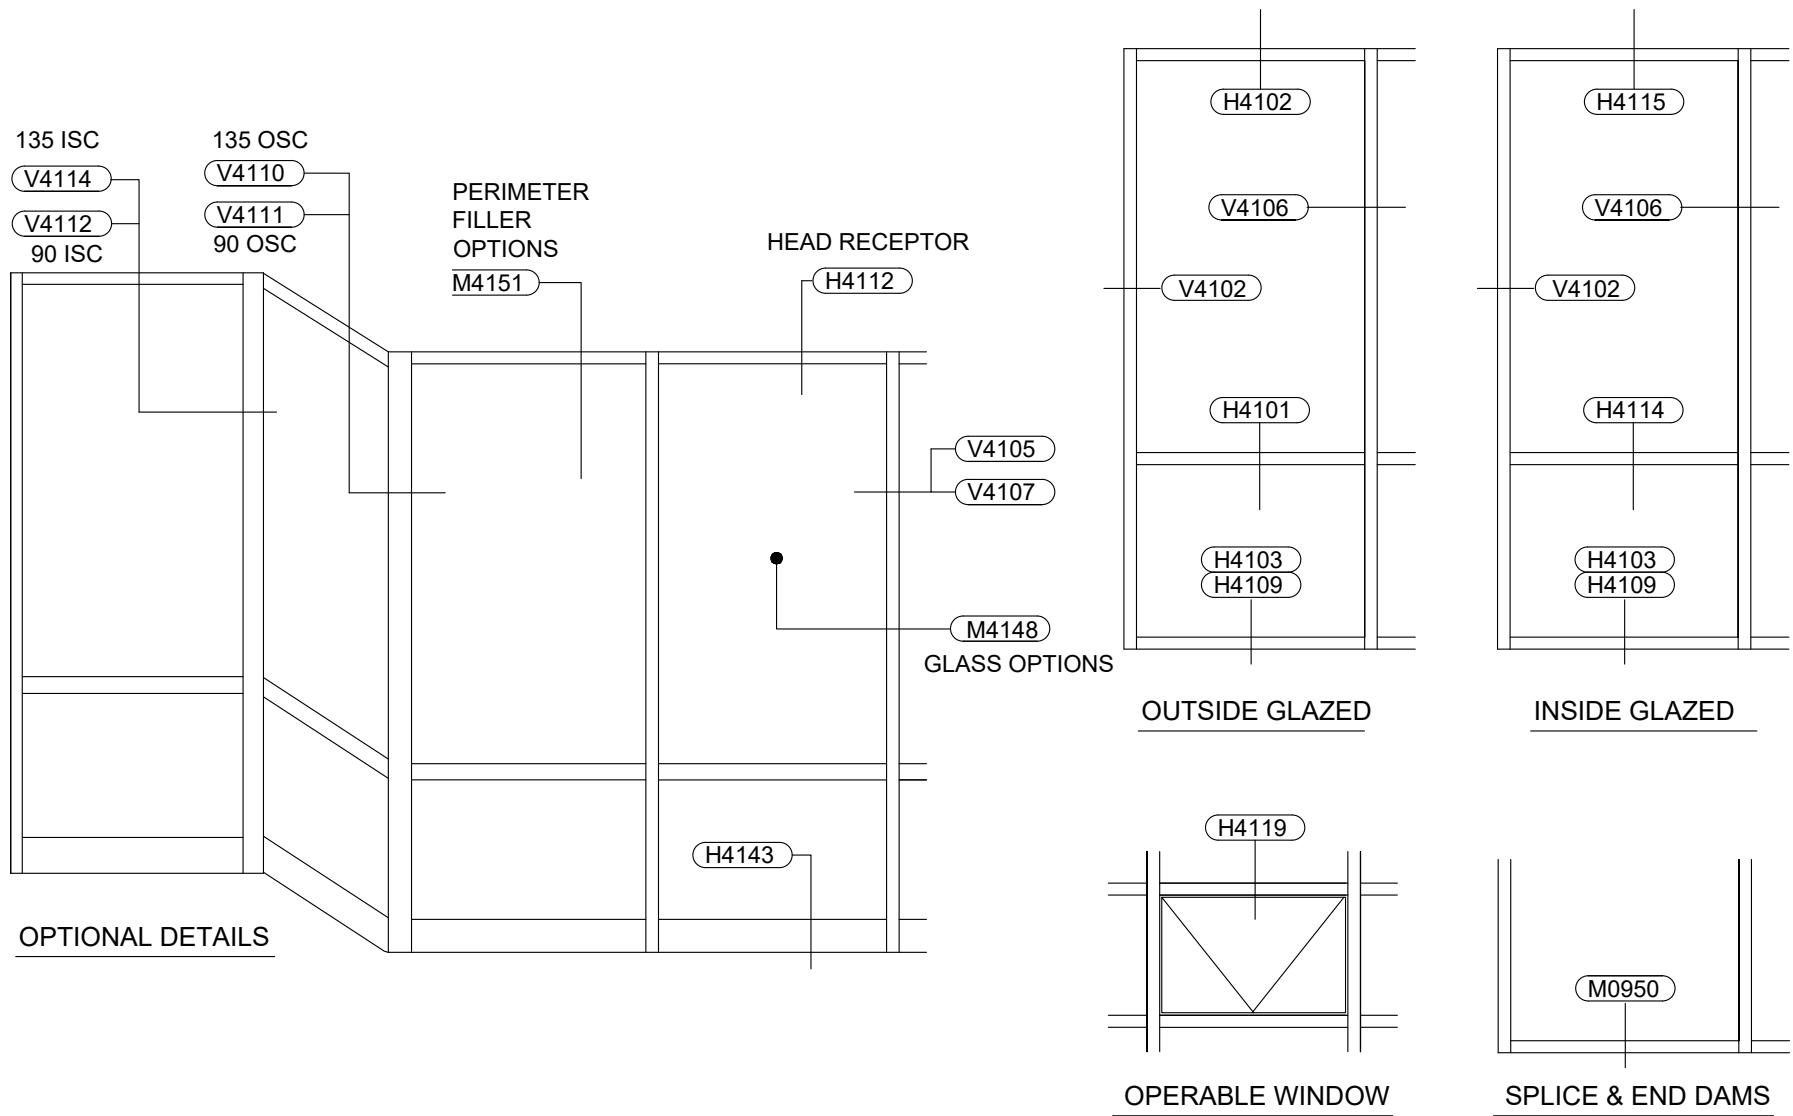 135 ISC
V4114
V4112
90 ISC
135 OSC
V4110
V4111
90 OSC
PERIMETER
FILLER
OPTIONS
M4151
HEAD RECEPTOR
H4112
V4105
V4107
M4148
GLASS OPTIONS
H4143
OPTIONAL DETAILS
H4102
V4106
V4102
H4101
H4103
H4109
OUTSIDE GLAZED
H4115
V4106
V4102
H4114
H4103
H4109
INSIDE GLAZED
H4119
OPERABLE WINDOW
M0950
SPLICE & END DAMS